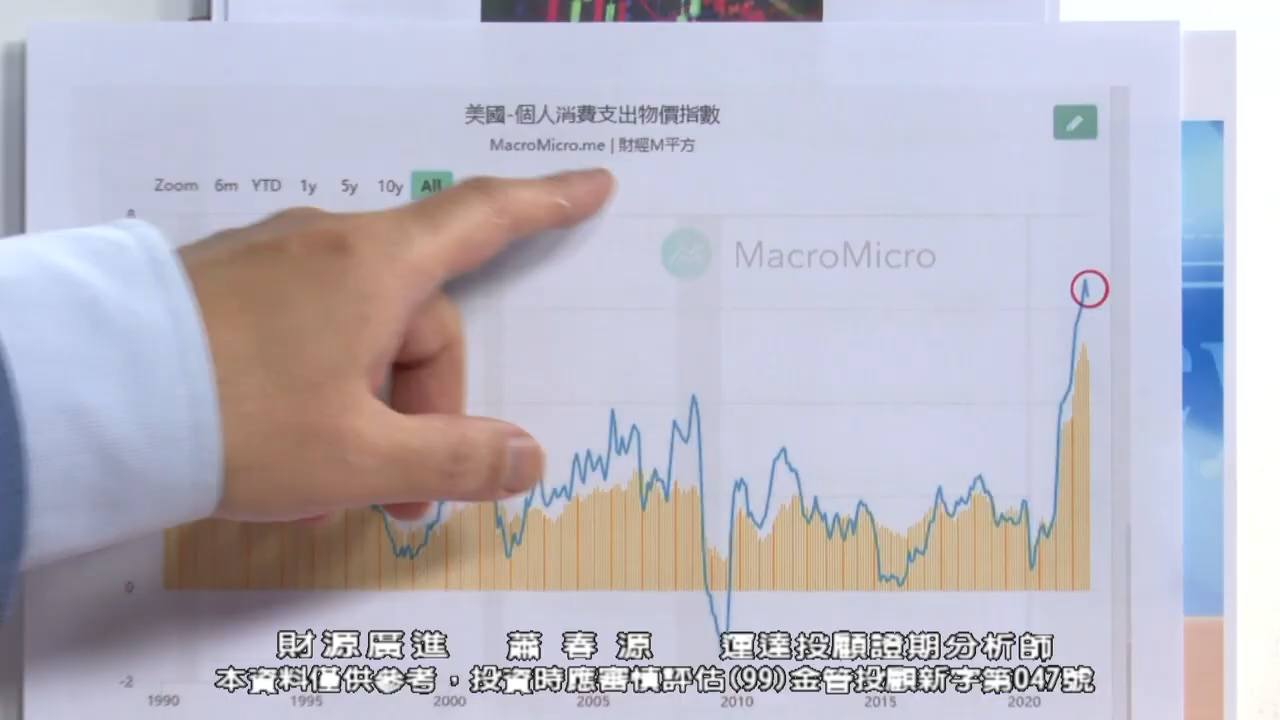 美國-個人消費支出物價指數
MacroMicro.me | 財經M平方
Zoom 6m YTD 1y 5y 10y All
8
MacroMicro
0
-2
1990 1995 2000 2005 2010 2015 2020
財源廣進 蕭春源 運達投顧證期分析師
本資料僅供參考，投資時應審慎評估(99)金管投顧新字第047號